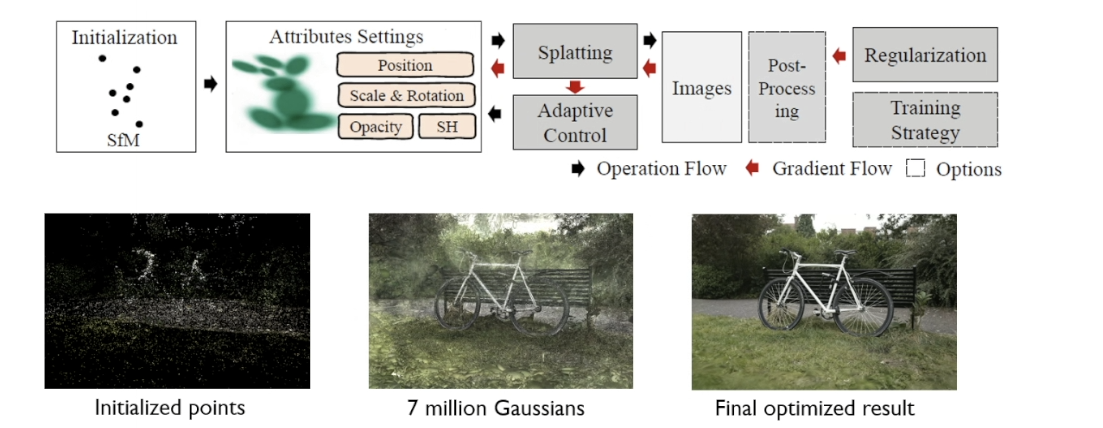 Initialization
SfM
Attributes Settings
Position
Scale & Rotation
Opacity
SH
Splatting
Adaptive
Control
Images
Post-
Process
ing
Regularization
Training
Strategy
Operation Flow
Gradient Flow
Options
Initialized points
7 million Gaussians
Final optimized result